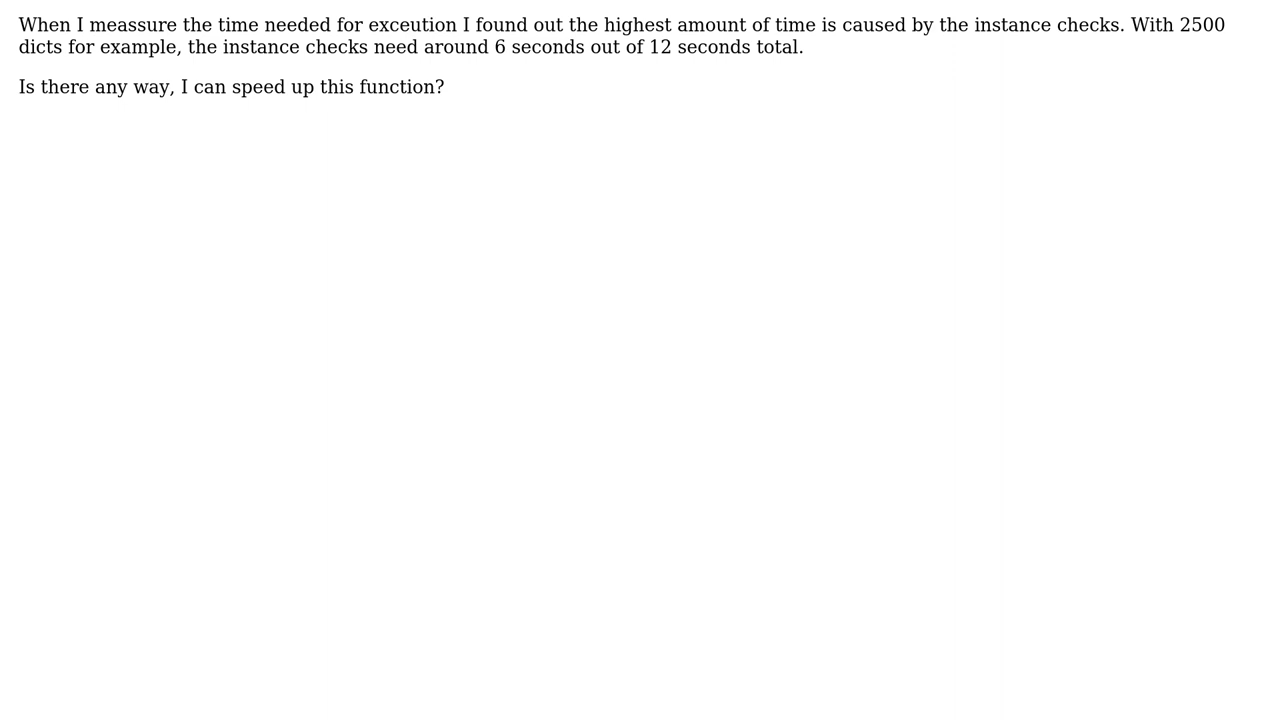 When I meassure the time needed for exceution I found out the highest amount of time is caused by the instance checks. With 2500
dicts for example, the instance checks need around 6 seconds out of 12 seconds total.
Is there any way, I can speed up this function?